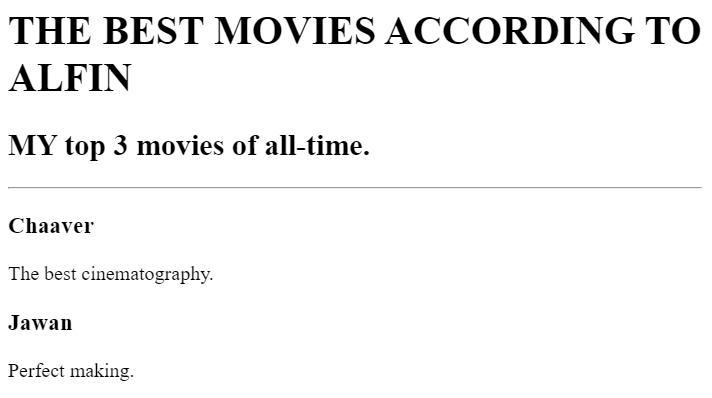 THE BEST MOVIES ACCORDING TO
ALFIN
MY top 3 movies of all-time.
Chaaver
The best cinematography.
Jawan
Perfect making.